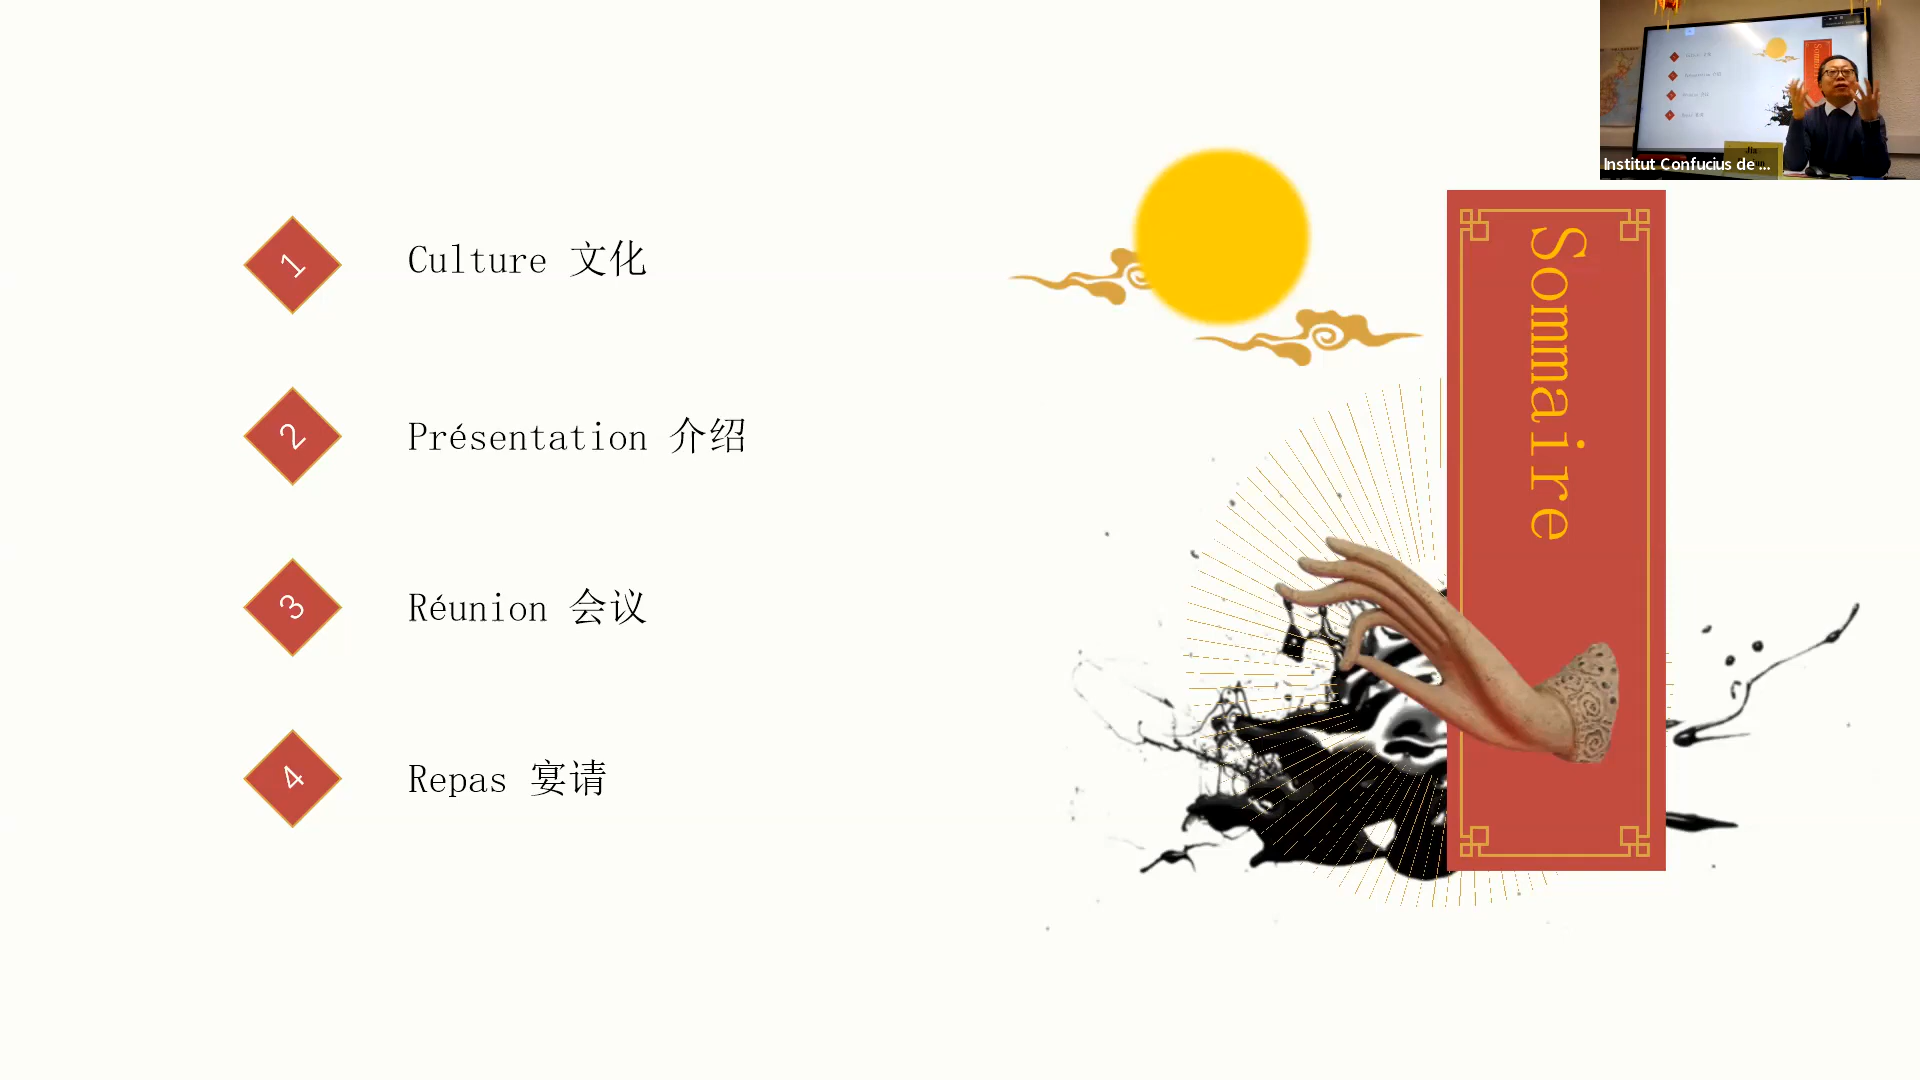 1
Culture 文化
2
Présentation 介绍
3
Réunion 会议
4
Repas 宴请
Sommaire
Institut Confucius de ...